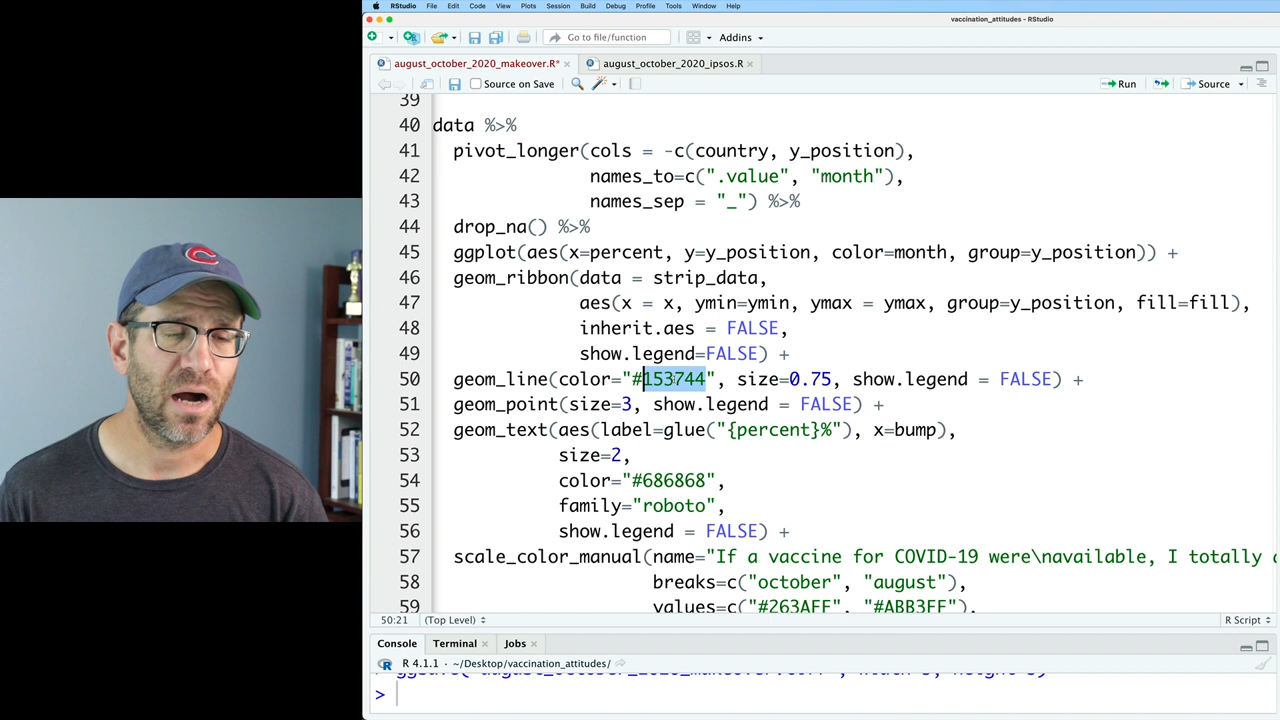 RStudio File Edit Code View Plots Session Build Debug Profile Tools Window Help
vaccination_attitudes - RStudio
Go to file/function Addins
august_october_2020_makeover.R* august_october_2020_ipsos.R
Source on Save Run Source
39
40 data %>%
41 pivot_longer(cols = -c(country, y_position),
42 names_to=c(".value", "month"),
43 names_sep = "_") %>%
44 drop_na() %>%
45 ggplot(aes(x=percent, y=y_position, color=month, group=y_position)) +
46 geom_ribbon(data = strip_data,
47 aes(x = x, ymin=ymin, ymax = ymax, group=y_position, fill=fill),
48 inherit.aes = FALSE,
49 show.legend=FALSE) +
50 geom_line(color="#153744", size=0.75, show.legend = FALSE) +
51 geom_point(size=3, show.legend = FALSE) +
52 geom_text(aes(label=glue("{percent}%"), x=bump),
53 size=2,
54 color="#686868",
55 family="roboto",
56 show.legend = FALSE) +
57 scale_color_manual(name="If a vaccine for COVID-19 were\navailable, I totally
58 breaks=c("october", "august"),
59 values=c("#263AFF", "#ABB3FF"),
50:21 (Top Level) R Script
Console Terminal Jobs
R 4.1.1 · ~/Desktop/vaccination_attitudes/
>